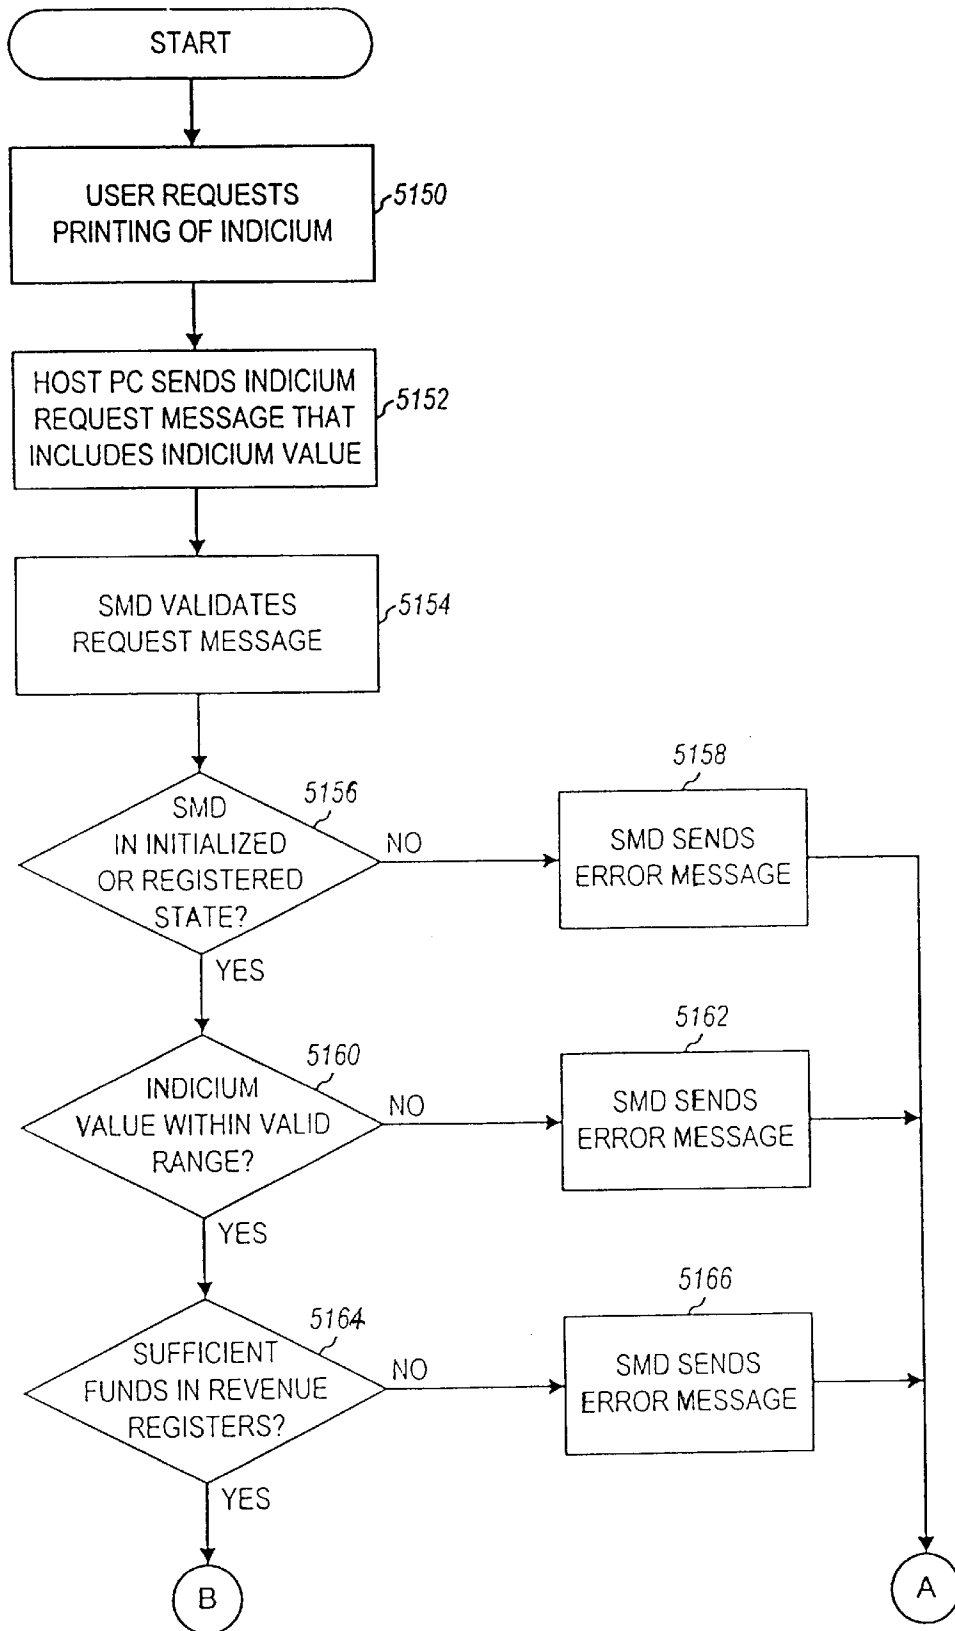 START
USER REQUESTS
PRINTING OF INDICIUM
5150
HOST PC SENDS INDICIUM
REQUEST MESSAGE THAT
INCLUDES INDICIUM VALUE
5152
SMD VALIDATES
REQUEST MESSAGE
5154
SMD
IN INITIALIZED
OR REGISTERED
STATE?
5156
NO
5158
SMD SENDS
ERROR MESSAGE
YES
INDICIUM
VALUE WITHIN VALID
RANGE?
5160
NO
5162
SMD SENDS
ERROR MESSAGE
YES
SUFFICIENT
FUNDS IN REVENUE
REGISTERS?
5164
NO
5166
SMD SENDS
ERROR MESSAGE
YES
B
A